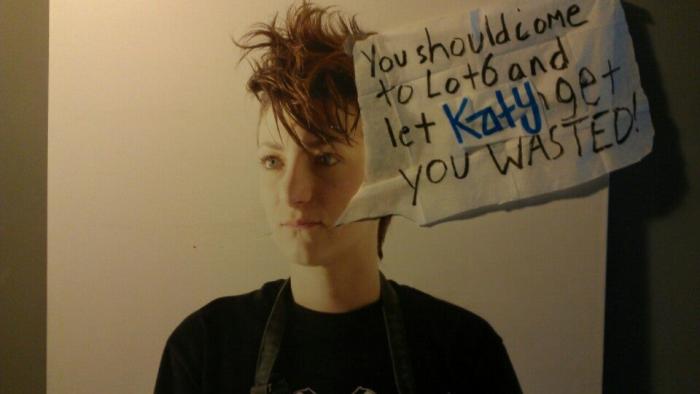 You should come
to Lot6 and
let Katy get
YOU WASTED!